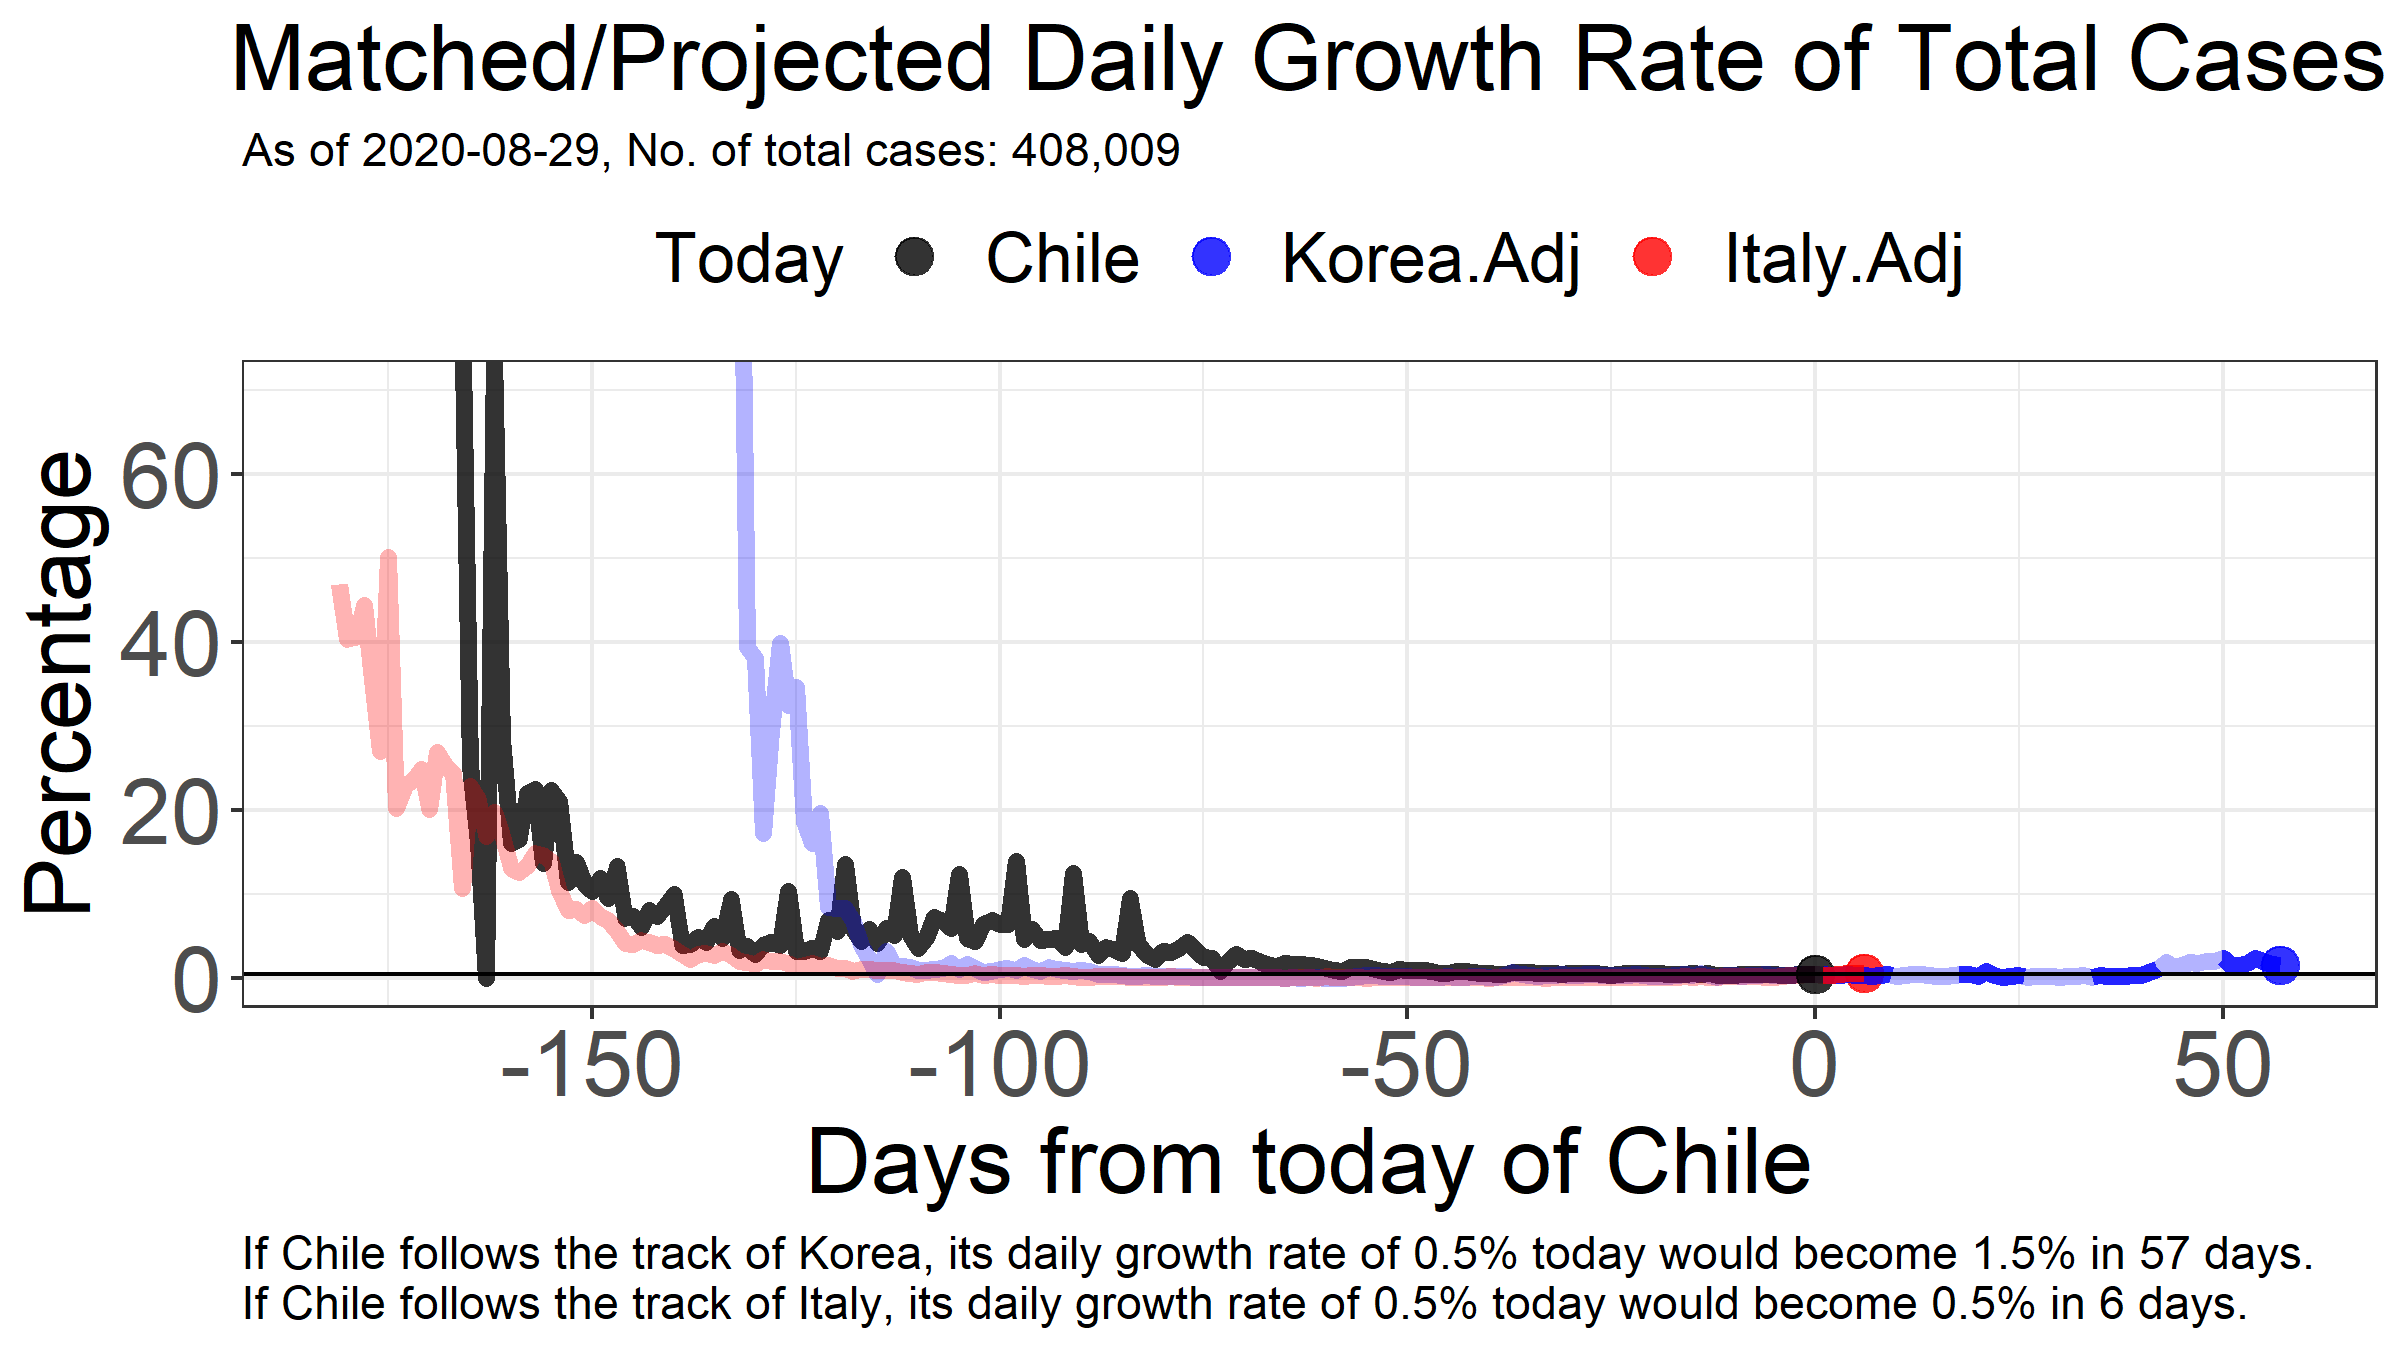 Matched/Projected Daily Growth Rate of Total Cases
As of 2020-08-29, No. of total cases: 408,009
Today Chile Korea.Adj Italy.Adj
Percentage
60
40
20
0
-150 -100 -50 0 50
Days from today of Chile
If Chile follows the track of Korea, its daily growth rate of 0.5% today would become 1.5% in 57 days.
If Chile follows the track of Italy, its daily growth rate of 0.5% today would become 0.5% in 6 days.